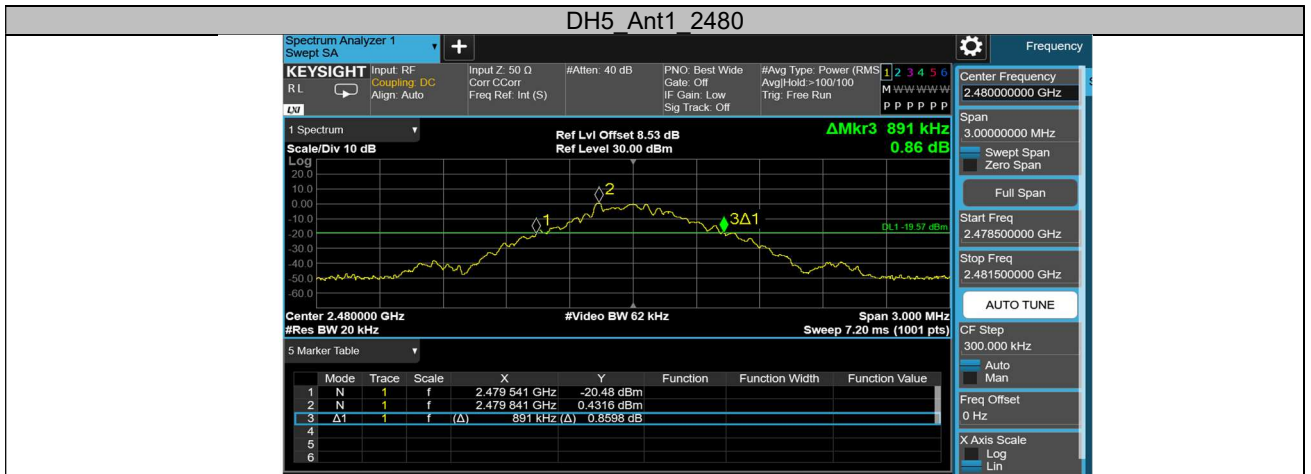 DH5_Ant1_2480
Spectrum Analyzer 1
Swept SA
+
Frequency
KEYSIGHT Input: RF Input Z: 50 Ω #Atten: 40 dB PNO: Best Wide #Avg Type: Power (RMS 1 2 3 4 5 6
RL Coupling: DC Corr CCorr Gate: Off Avg|Hold:>100/100 M W W W W W
Align: Auto Freq Ref: Int (S) IF Gain: Low Trig: Free Run
LXI Sig Track: Off P P P P P P
1 Spectrum
Ref Lvl Offset 8.53 dB ΔMkr3 891 kHz
Scale/Div 10 dB Ref Level 30.00 dBm 0.86 dB
Log
20.0
10.0
0.00
-10.0
-20.0
-30.0
-40.0
-50.0
-60.0
2
1
3Δ1
DL1 -19.57 dBm
Center 2.480000 GHz #Video BW 62 kHz Span 3.000 MHz
#Res BW 20 kHz Sweep 7.20 ms (1001 pts)
5 Marker Table
Mode Trace Scale X Y Function Function Width Function Value
1 N 1 f 2.479 541 GHz -20.48 dBm
2 N 1 f 2.479 841 GHz 0.4316 dBm
3 Δ1 1 f (Δ) 891 kHz (Δ) 0.8598 dB
4
5
6
Center Frequency
2.480000000 GHz
Span
3.00000000 MHz
Swept Span
Zero Span
Full Span
Start Freq
2.478500000 GHz
Stop Freq
2.481500000 GHz
AUTO TUNE
CF Step
300.000 kHz
Auto
Man
Freq Offset
0 Hz
X Axis Scale
Log
Lin